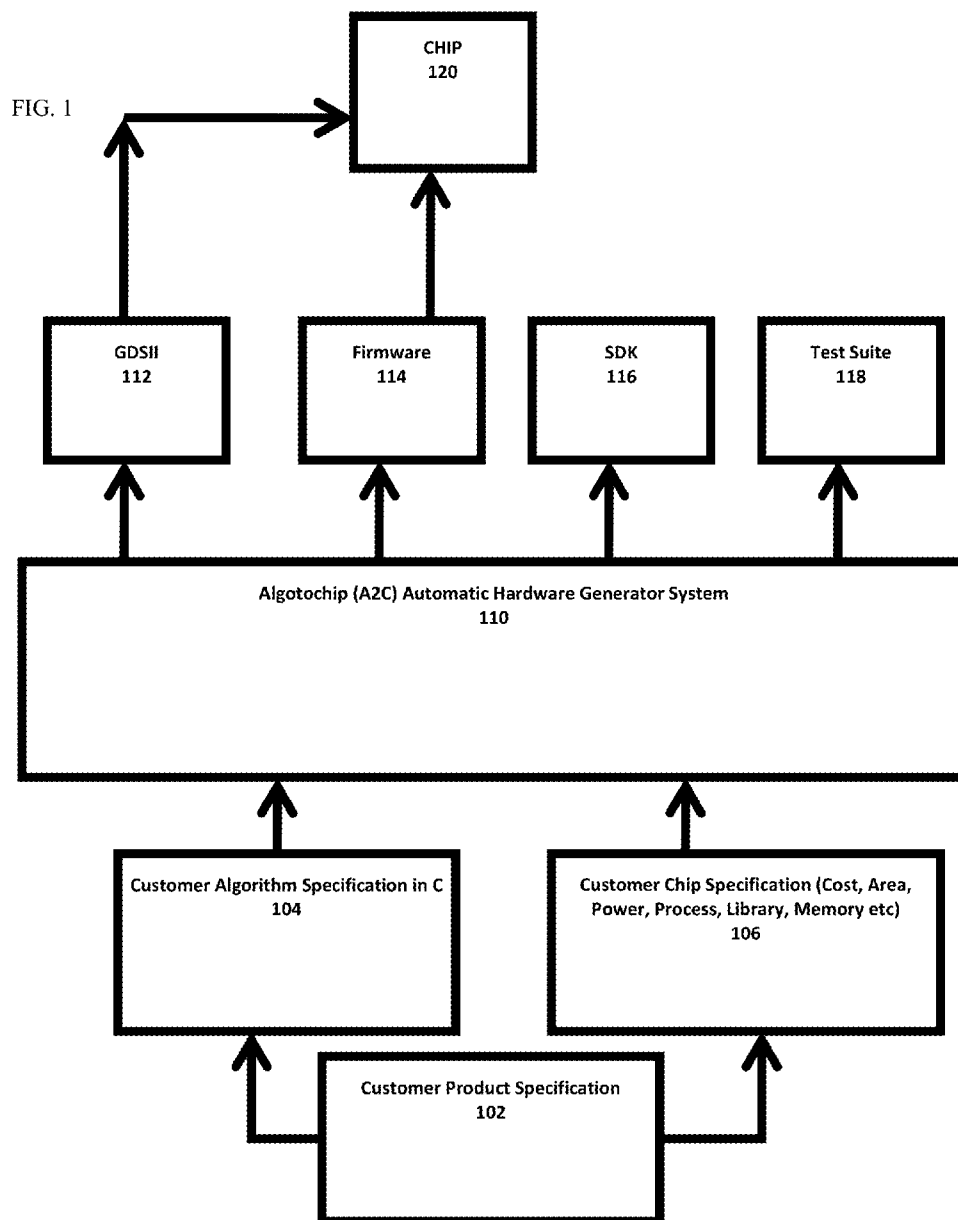 CHIP
120
FIG. 1
GDSII
112
Firmware
114
SDK
116
Test Suite
118
Algotochip (A2C) Automatic Hardware Generator System
110
Customer Algorithm Specification in C
104
Customer Chip Specification (Cost, Area,
Power, Process, Library, Memory etc)
106
Customer Product Specification
102